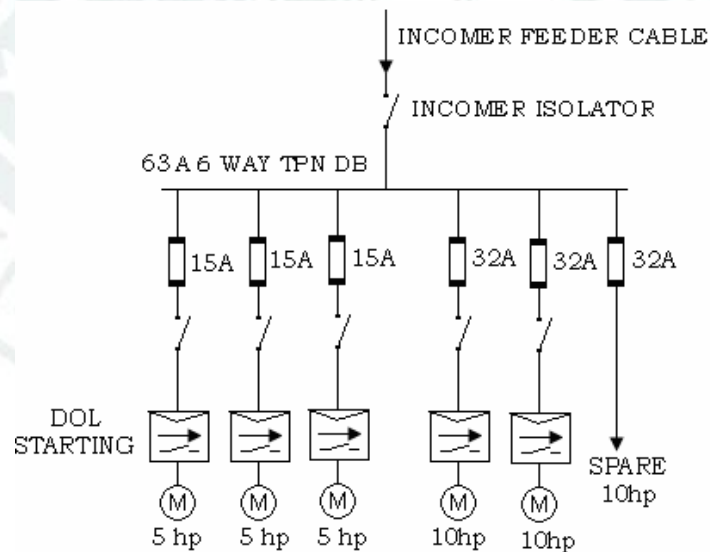 INCOMER FEEDER CABLE
INCOMER ISOLATOR
63A 6 WAY TPN DB
15A 15A 15A 32A 32A 32A
DOL
STARTING
SPARE
10hp
M M M M M
5 hp 5 hp 5 hp 10hp 10hp